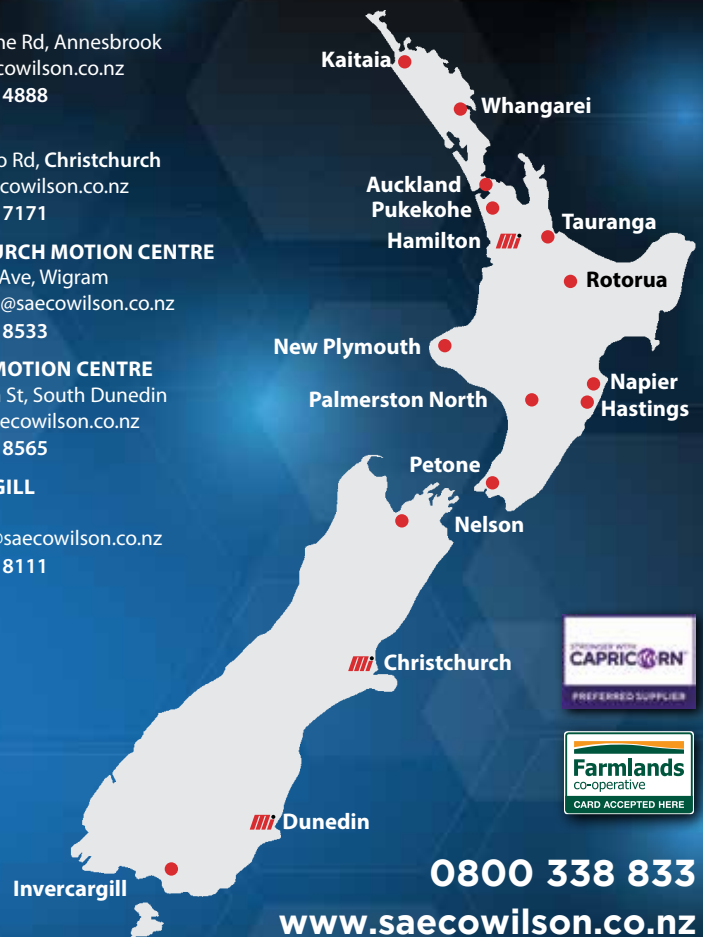 ne Rd, Annesbrook
cowilson.co.nz
4888
o Rd, Christchurch
cowilson.co.nz
7171
URCH MOTION CENTRE
Ave, Wigram
@saecowilson.co.nz
8533
MOTION CENTRE
St, South Dunedin
ecowilson.co.nz
8565
GILL
@saecowilson.co.nz
8111
Kaitaia
Whangarei
Auckland
Pukekohe
Hamilton
Tauranga
Rotorua
New Plymouth
Napier
Palmerston North
Hastings
Petone
Nelson
Christchurch
Dunedin
Invercargill
STRONGER WITH
CAPRICORN
PREFERRED SUPPLIER
Farmlands
co-operative
CARD ACCEPTED HERE
0800 338 833
www.saecowilson.co.nz